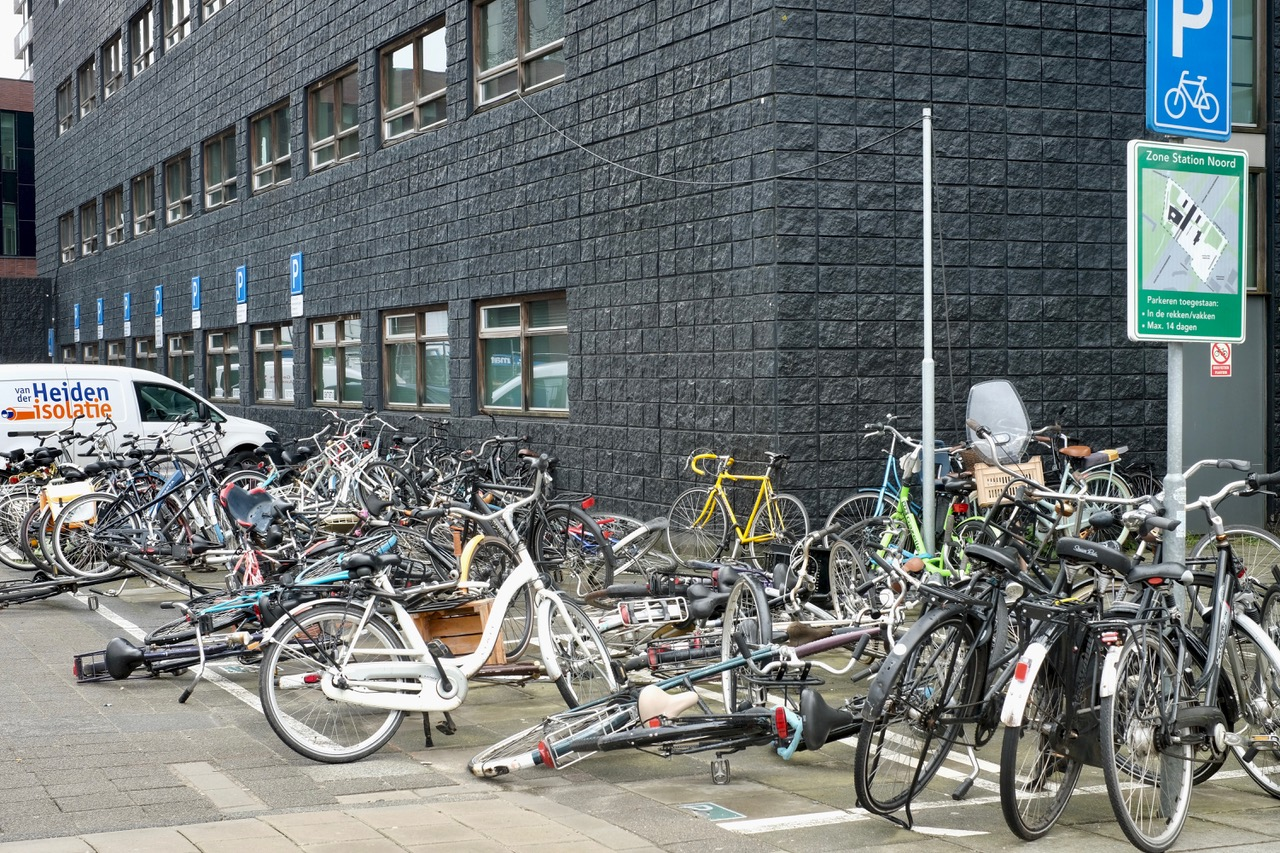 P
Zone Station Noord
Parkeren toegestaan:
• In de rekken/vakken
• Max. 14 dagen
P
P
P
P
P
P
P
van der Heiden
isolatie